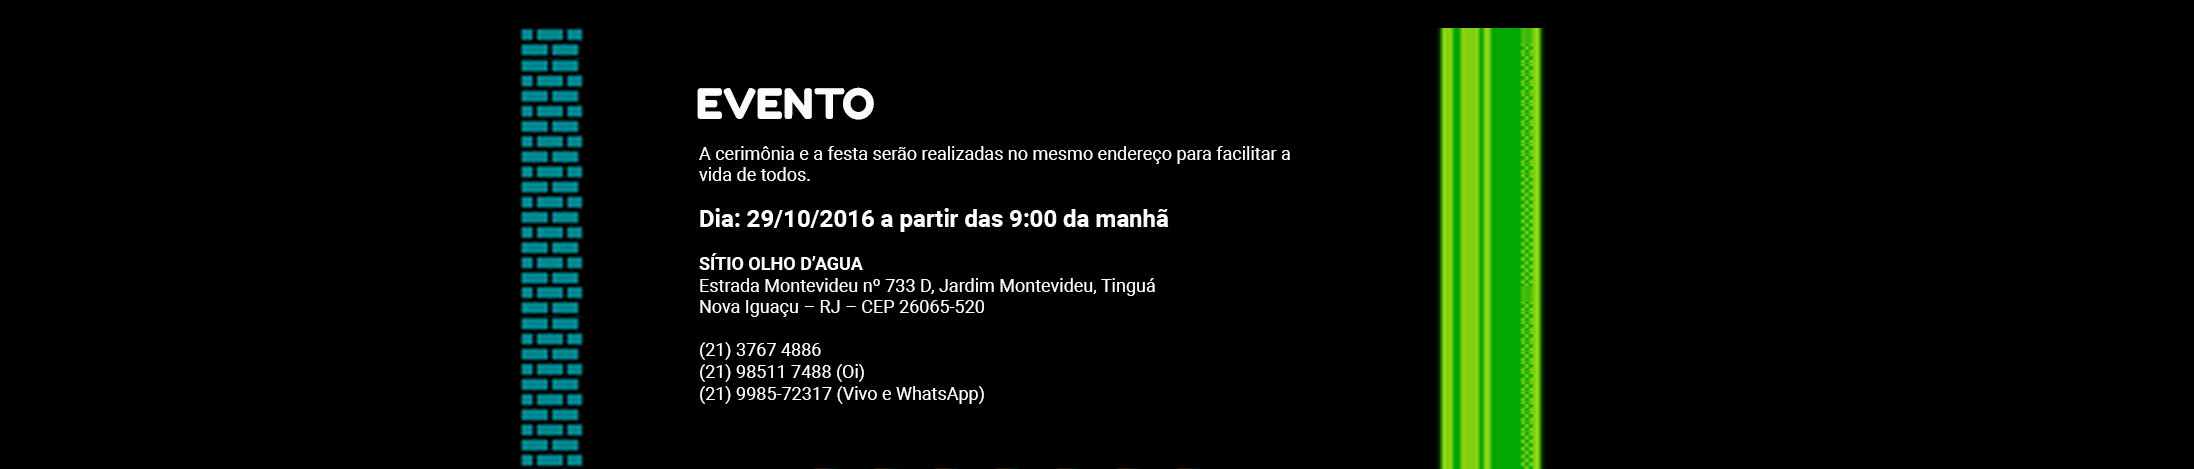 EVENTO
A cerimônia e a festa serão realizadas no mesmo endereço para facilitar a
vida de todos.
Dia: 29/10/2016 a partir das 9:00 da manhã
SÍTIO OLHO D’AGUA
Estrada Montevideu nº 733 D, Jardim Montevideu, Tinguá
Nova Iguaçu – RJ – CEP 26065-520
(21) 3767 4886
(21) 98511 7488 (Oi)
(21) 9985-72317 (Vivo e WhatsApp)